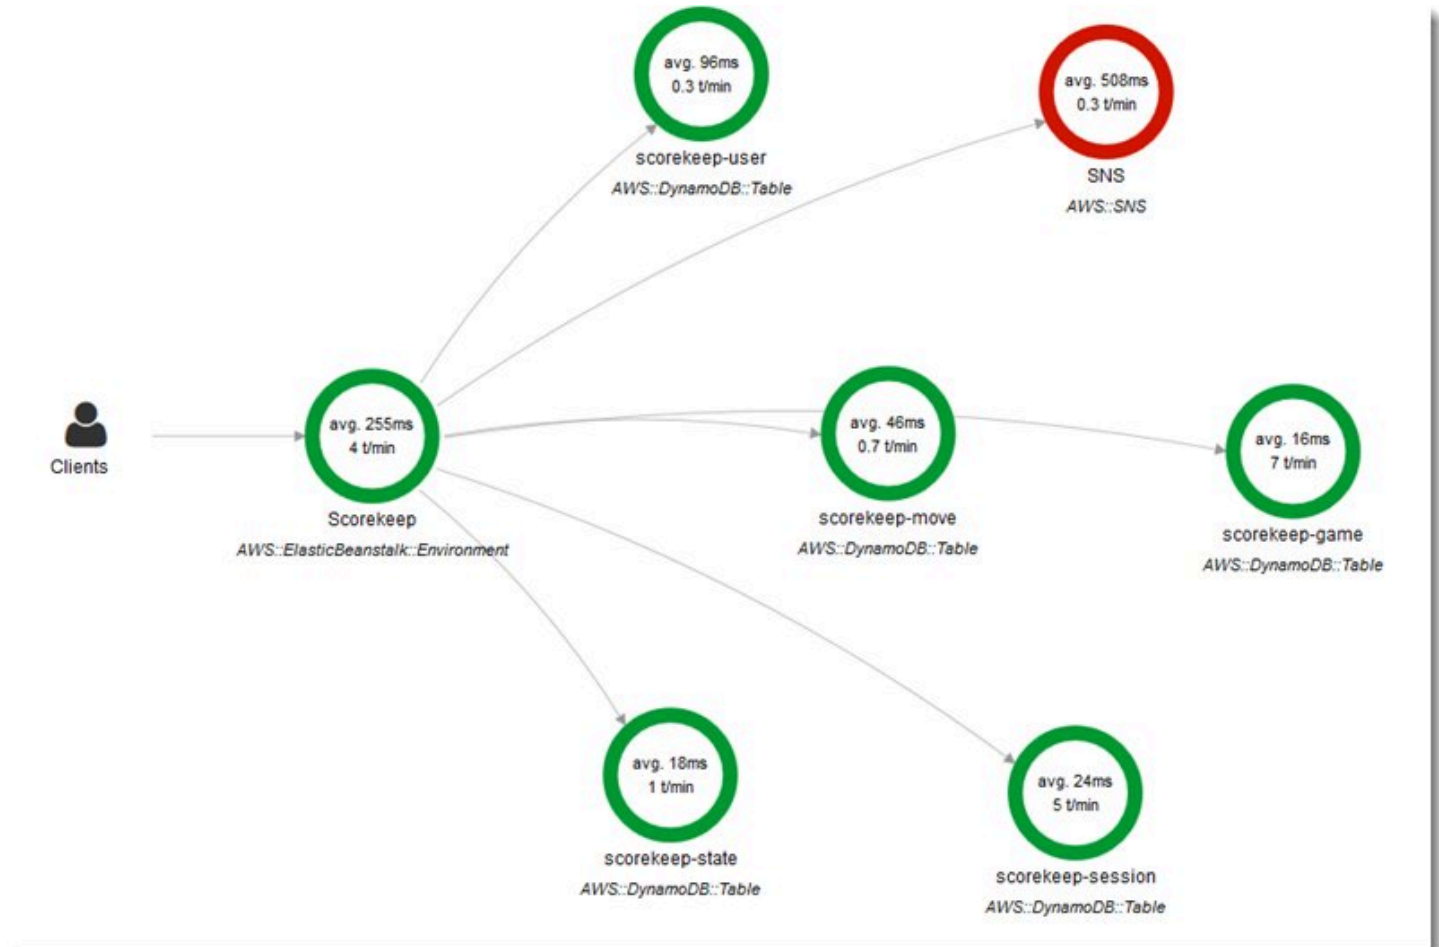 avg. 96ms
0.3 t/min
scorekeep-user
AWS::DynamoDB::Table
avg. 508ms
0.3 t/min
SNS
AWS::SNS
Clients
avg. 255ms
4 t/min
Scorekeep
AWS::ElasticBeanstalk::Environment
avg. 46ms
0.7 t/min
scorekeep-move
AWS::DynamoDB::Table
avg. 16ms
7 t/min
scorekeep-game
AWS::DynamoDB::Table
avg. 18ms
1 t/min
scorekeep-state
AWS::DynamoDB::Table
avg. 24ms
5 t/min
scorekeep-session
AWS::DynamoDB::Table